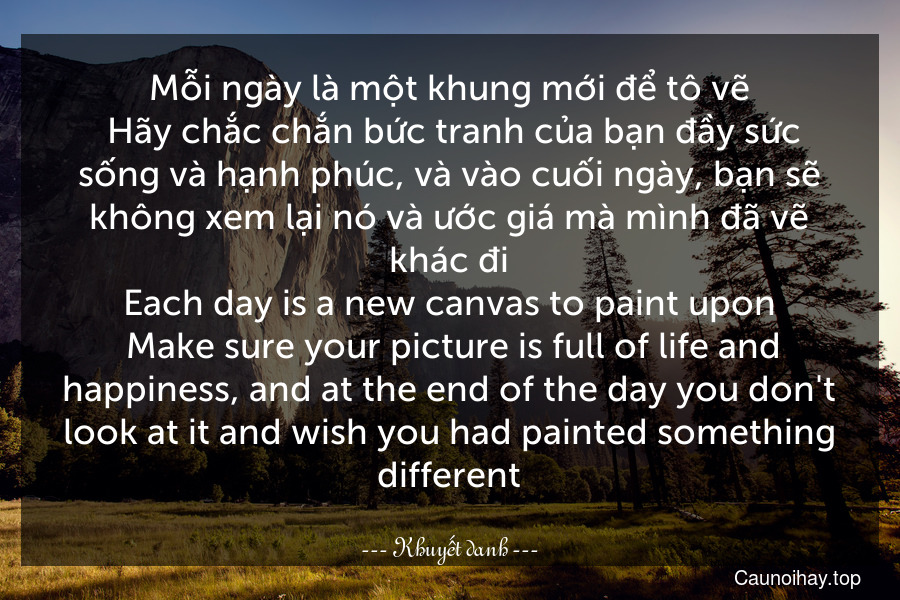 Mỗi ngày là một khung mới để tô vẽ
Hãy chắc chắn bức tranh của bạn đầy sức
sống và hạnh phúc, và vào cuối ngày, bạn sẽ
không xem lại nó và ước giá mà mình đã vẽ
khác đi
Each day is a new canvas to paint upon
Make sure your picture is full of life and
happiness, and at the end of the day you don't
look at it and wish you had painted something
different
--- Khuyết danh ---
Caunoihay.top